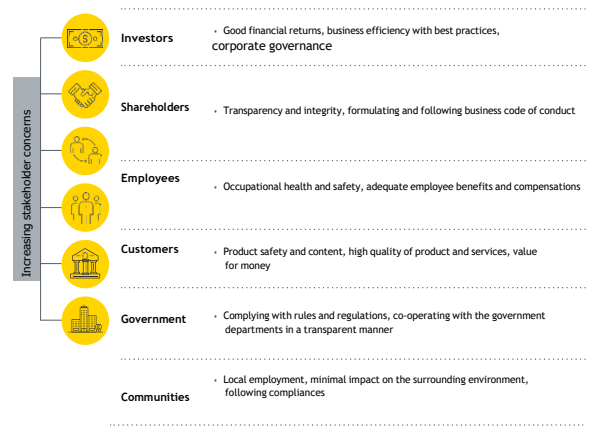 Increasing stakeholder concerns
Investors
• Good financial returns, business efficiency with best practices,
corporate governance
Shareholders
• Transparency and integrity, formulating and following business code of conduct
Employees
• Occupational health and safety, adequate employee benefits and compensations
Customers
• Product safety and content, high quality of product and services, value
for money
Government
• Complying with rules and regulations, co-operating with the government
departments in a transparent manner
Communities
• Local employment, minimal impact on the surrounding environment,
following compliances